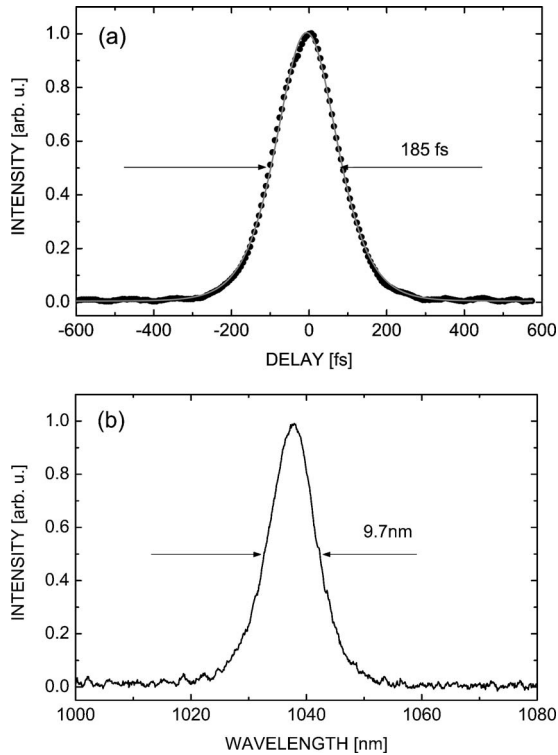 (a)
1.0
0.8
0.6
0.4
0.2
0.0
INTENSITY [arb. u.]
185 fs
-600 -400 -200 0 200 400 600
DELAY [fs]
(b)
1.0
0.8
0.6
0.4
0.2
0.0
INTENSITY [arb. u.]
9.7nm
1000 1020 1040 1060 1080
WAVELENGTH [nm]